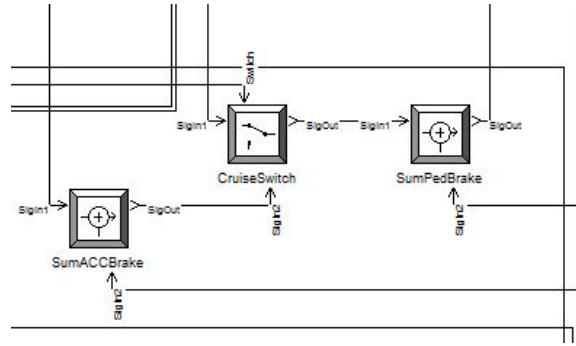 Switch
SigIn1
SigOut
SigIn1
SigOut
CruiseSwitch
SumPedBrake
SigIn1
SigOut
SigIn2
SigIn2
SumACCBrake
SigIn2